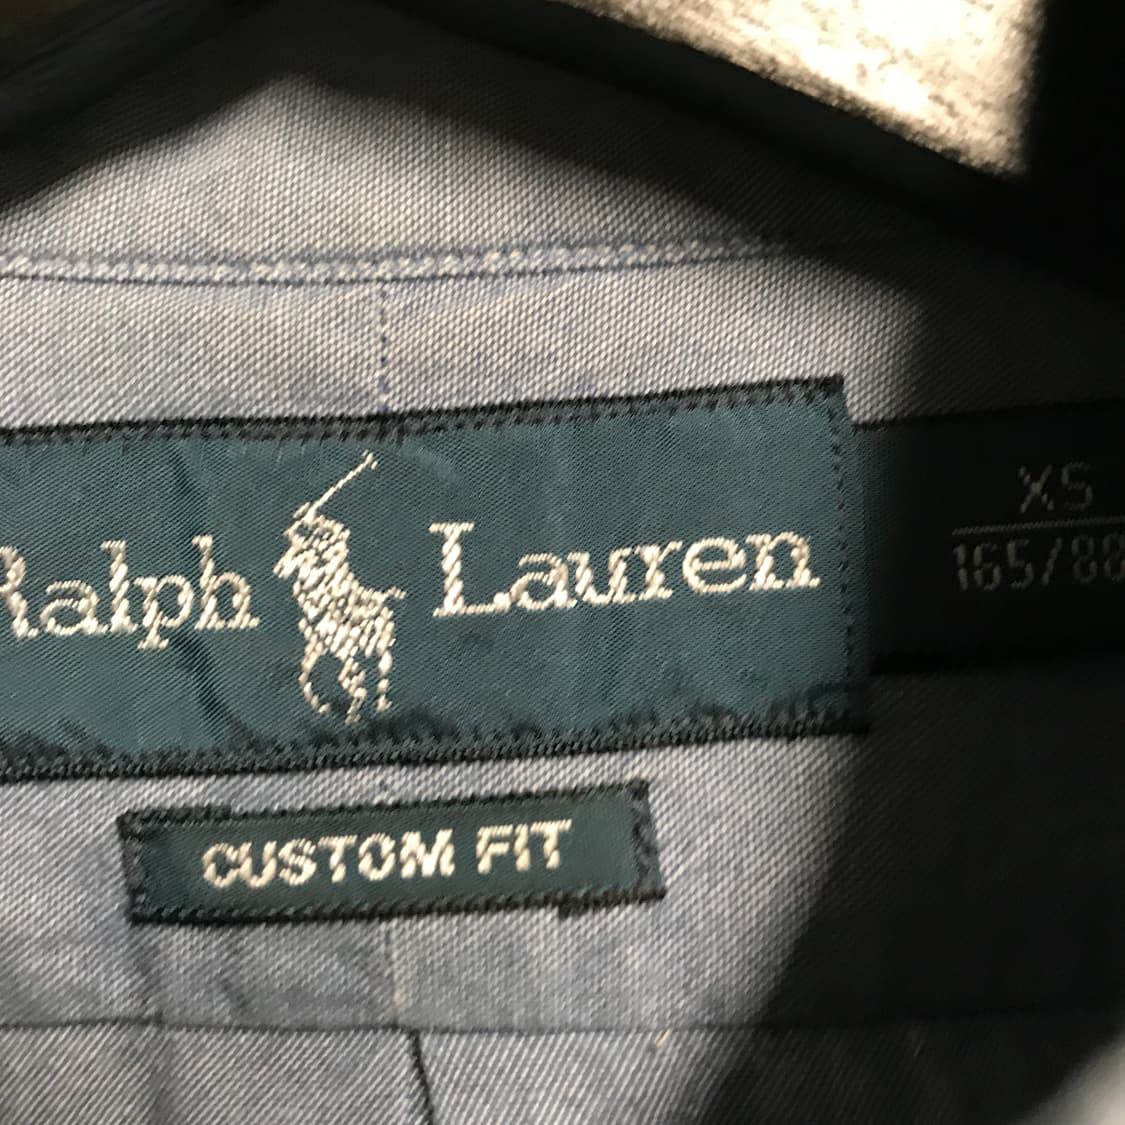 Ralph Lauren
XS
165/88
CUSTOM FIT